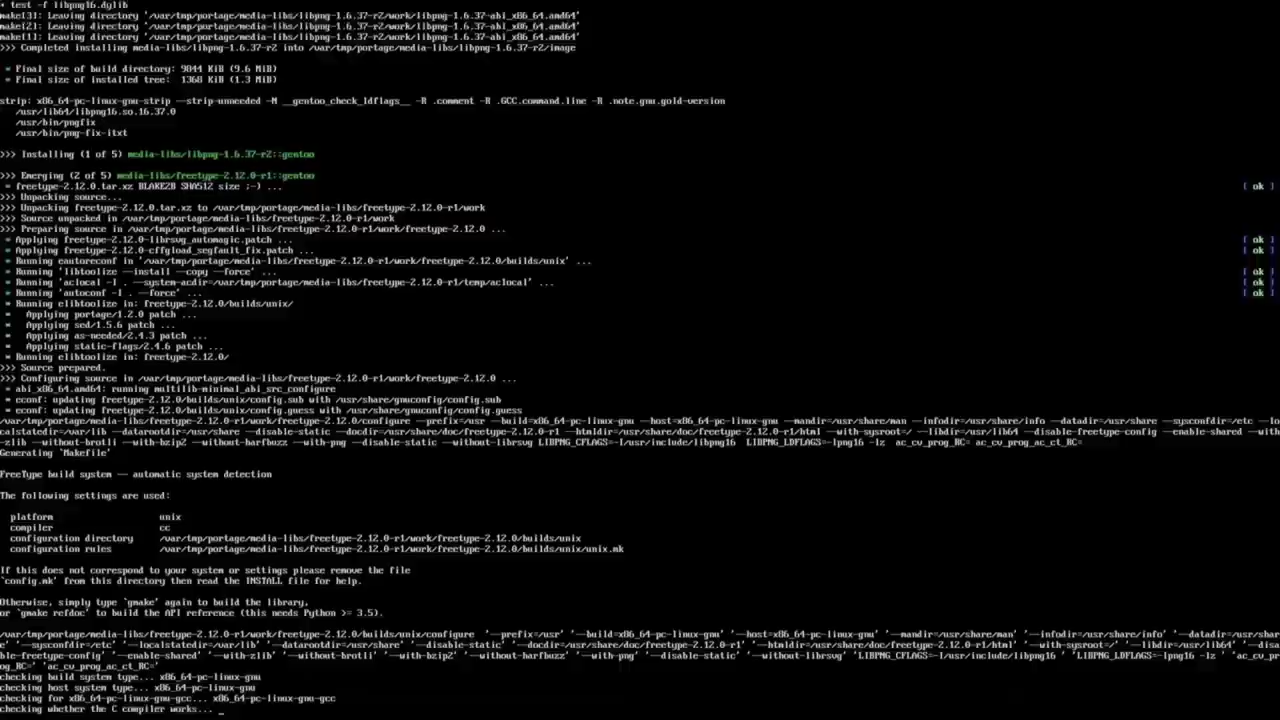 * test -f libpng16.dylib
make[3]: Leaving directory '/var/tmp/portage/media-libs/libpng-1.6.37-r2/work/libpng-1.6.37-abi_x86_64.amd64'
make[2]: Leaving directory '/var/tmp/portage/media-libs/libpng-1.6.37-r2/work/libpng-1.6.37-abi_x86_64.amd64'
make[1]: Leaving directory '/var/tmp/portage/media-libs/libpng-1.6.37-r2/work/libpng-1.6.37-abi_x86_64.amd64'
>>> Completed installing media-libs/libpng-1.6.37-r2 into /var/tmp/portage/media-libs/libpng-1.6.37-r2/image
* Final size of build directory: 9844 KiB (9.6 MiB)
* Final size of installed tree:  1368 KiB (1.3 MiB)
strip: x86_64-pc-linux-gnu-strip --strip-unneeded -N __gentoo_check_ldflags__ -R .comment -R .GCC.command.line -R .note.gnu.gold-version
/usr/lib64/libpng16.so.16.37.0
/usr/bin/pngfix
/usr/bin/png-fix-itxt
>>> Installing (1 of 5) media-libs/libpng-1.6.37-r2::gentoo
>>> Emerging (2 of 5) media-libs/freetype-2.12.0-r1::gentoo
* freetype-2.12.0.tar.xz BLAKE2B SHA512 size ;-) ... [ ok ]
>>> Unpacking source...
>>> Unpacking freetype-2.12.0.tar.xz to /var/tmp/portage/media-libs/freetype-2.12.0-r1/work
>>> Source unpacked in /var/tmp/portage/media-libs/freetype-2.12.0-r1/work
>>> Preparing source in /var/tmp/portage/media-libs/freetype-2.12.0-r1/work/freetype-2.12.0 ...
* Applying freetype-2.12.0-librsvg_automagic.patch ... [ ok ]
* Applying freetype-2.12.0-cffgload_segfault_fix.patch ... [ ok ]
* Running eautoreconf in '/var/tmp/portage/media-libs/freetype-2.12.0-r1/work/freetype-2.12.0/builds/unix' ...
* Running 'libtoolize --install --copy --force' ... [ ok ]
* Running 'aclocal -I . --system-acdir=/var/tmp/portage/media-libs/freetype-2.12.0-r1/temp/aclocal' ... [ ok ]
* Running 'autoconf -I . --force' ... [ ok ]
* Running elibtoolize in: freetype-2.12.0/builds/unix/
*   Applying portage/1.2.0 patch ...
*   Applying sed/1.5.6 patch ...
*   Applying as-needed/2.4.3 patch ...
*   Applying static-flags/2.4.6 patch ...
* Running elibtoolize in: freetype-2.12.0/
>>> Source prepared.
>>> Configuring source in /var/tmp/portage/media-libs/freetype-2.12.0-r1/work/freetype-2.12.0 ...
* abi_x86_64.amd64: running multilib-minimal_abi_src_configure
* econf: updating freetype-2.12.0/builds/unix/config.sub with /usr/share/gnuconfig/config.sub
* econf: updating freetype-2.12.0/builds/unix/config.guess with /usr/share/gnuconfig/config.guess
/var/tmp/portage/media-libs/freetype-2.12.0-r1/work/freetype-2.12.0/configure --prefix=/usr --build=x86_64-pc-linux-gnu --host=x86_64-pc-linux-gnu --mandir=/usr/share/man --infodir=/usr/share/info --datadir=/usr/share --sysconfdir=/etc --lo
calstatedir=/var/lib --datarootdir=/usr/share --disable-static --docdir=/usr/share/doc/freetype-2.12.0-r1 --htmldir=/usr/share/doc/freetype-2.12.0-r1/html --with-sysroot=/ --libdir=/usr/lib64 --disable-freetype-config --enable-shared --with
-zlib --without-brotli --with-bzip2 --without-harfbuzz --with-png --disable-static --without-librsvg LIBPNG_CFLAGS=-I/usr/include/libpng16  LIBPNG_LDFLAGS=-lpng16 -lz  ac_cv_prog_RC= ac_cv_prog_ac_ct_RC=
Generating 'Makefile'
FreeType build system -- automatic system detection
The following settings are used:
platform                    unix
compiler                    cc
configuration directory     /var/tmp/portage/media-libs/freetype-2.12.0-r1/work/freetype-2.12.0/builds/unix
configuration rules         /var/tmp/portage/media-libs/freetype-2.12.0-r1/work/freetype-2.12.0/builds/unix/unix.mk
If this does not correspond to your system or settings please remove the file
`config.mk' from this directory then read the INSTALL file for help.
Otherwise, simply type `gmake' again to build the library,
or `gmake refdoc' to build the API reference (this needs Python >= 3.5).
/var/tmp/portage/media-libs/freetype-2.12.0-r1/work/freetype-2.12.0/builds/unix/configure  '--prefix=/usr' '--build=x86_64-pc-linux-gnu' '--host=x86_64-pc-linux-gnu' '--mandir=/usr/share/man' '--infodir=/usr/share/info' '--datadir=/usr/shar
e' '--sysconfdir=/etc' '--localstatedir=/var/lib' '--datarootdir=/usr/share' '--disable-static' '--docdir=/usr/share/doc/freetype-2.12.0-r1' '--htmldir=/usr/share/doc/freetype-2.12.0-r1/html' '--with-sysroot=/' '--libdir=/usr/lib64' '--disa
ble-freetype-config' '--enable-shared' '--with-zlib' '--without-brotli' '--with-bzip2' '--without-harfbuzz' '--with-png' '--disable-static' '--without-librsvg' 'LIBPNG_CFLAGS=-I/usr/include/libpng16 ' 'LIBPNG_LDFLAGS=-lpng16 -lz ' 'ac_cv_pr
og_RC=' 'ac_cv_prog_ac_ct_RC='
checking build system type... x86_64-pc-linux-gnu
checking host system type... x86_64-pc-linux-gnu
checking for x86_64-pc-linux-gnu-gcc... x86_64-pc-linux-gnu-gcc
checking whether the C compiler works... _